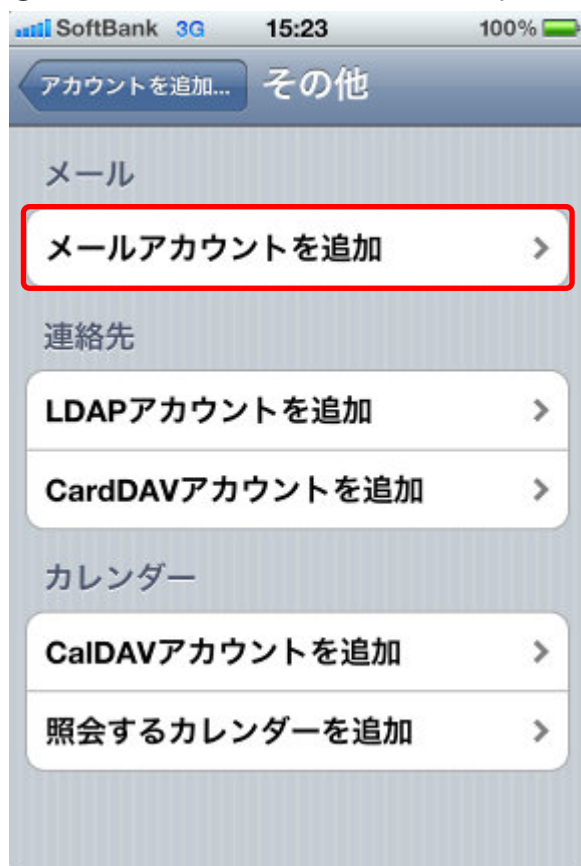 SoftBank 3G 15:23 100%
アカウントを追加... その他
メール
メールアカウントを追加
連絡先
LDAPアカウントを追加
CardDAVアカウントを追加
カレンダー
CalDAVアカウントを追加
照会するカレンダーを追加